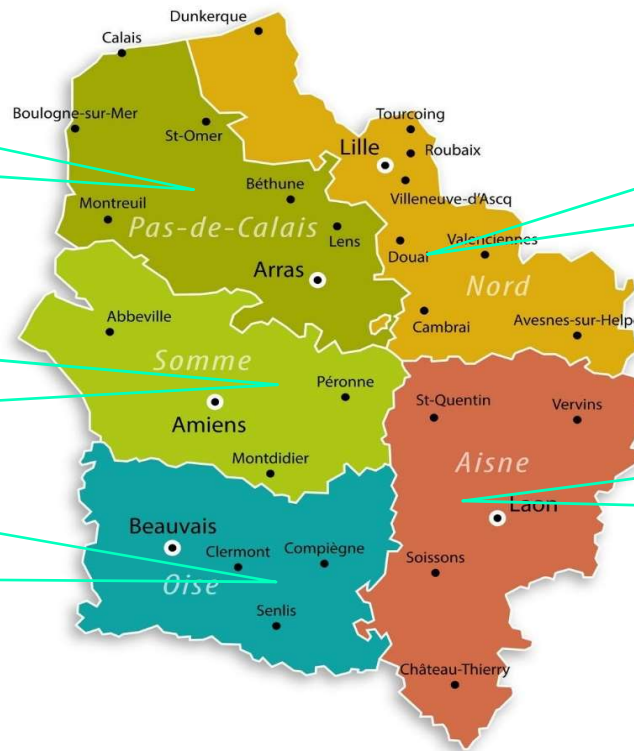 Dunkerque
Calais
Boulogne-sur-Mer
St-Omer
Tourcoing
Lille
Roubaix
Béthune
Villeneuve-d'Ascq
Montreuil
Pas-de-Calais
Lens
Douai
Valenciennes
Arras
Nord
Abbeville
Cambrai
Avesnes-sur-Helpe
Somme
Péronne
St-Quentin
Vervins
Amiens
Montdidier
Aisne
Laon
Beauvais
Clermont
Compiègne
Oise
Soissons
Senlis
Château-Thierry